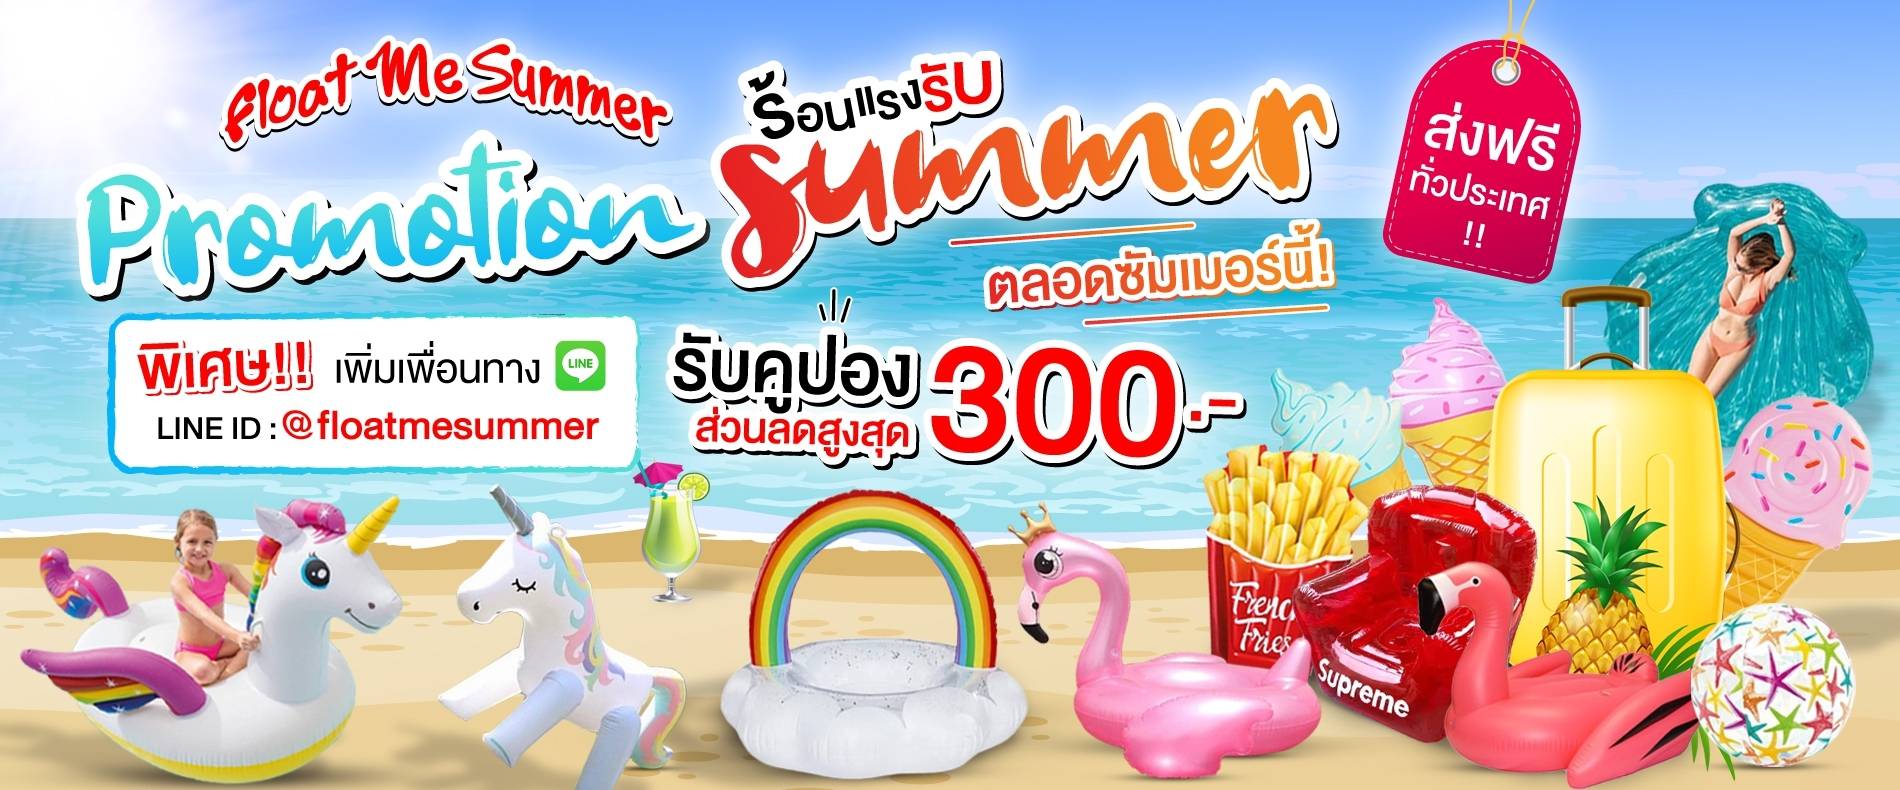 Float Me Summer
Promotion
ร้อนแรงรับ
summer
ตลอดซัมเมอร์นี้!
ส่งฟรี
ทั่วประเทศ
!!
พิเศษ!! เพิ่มเพื่อนทาง LINE
LINE ID : @floatmesummer
รับคูปอง
ส่วนลดสูงสุด
300.-
French
Fries
Supreme